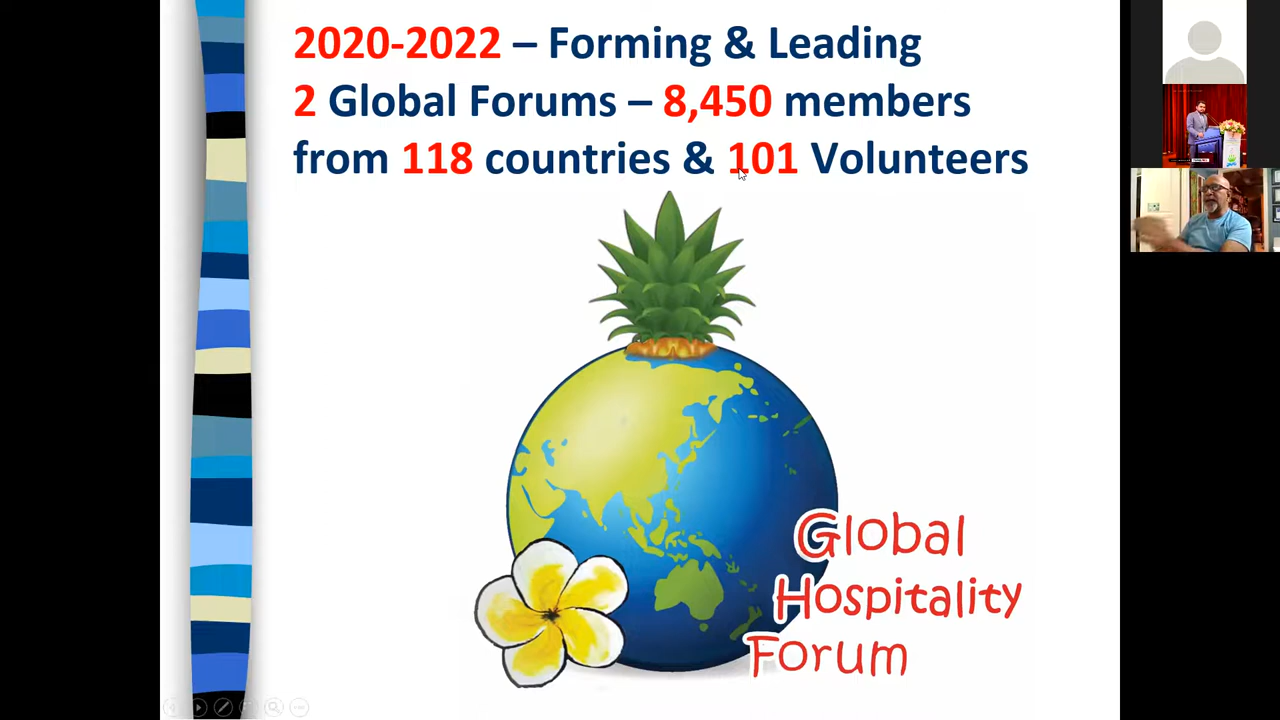 2020-2022 – Forming & Leading
2 Global Forums – 8,450 members
from 118 countries & 101 Volunteers
Global
Hospitality
Forum